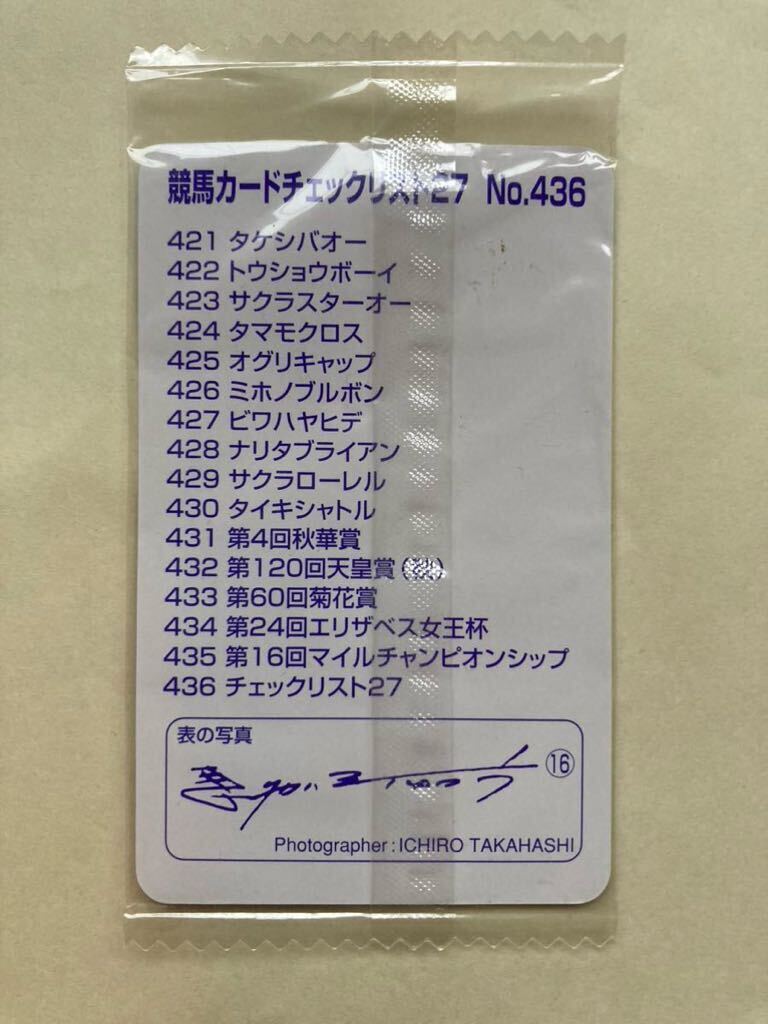 競馬カードチェックリスト27 No.436
421 タケシバオー
422 トウショウボーイ
423 サクラスターオー
424 タマモクロス
425 オグリキャップ
426 ミホノブルボン
427 ビワハヤヒデ
428 ナリタブライアン
429 サクラローレル
430 タイキシャトル
431 第4回秋華賞
432 第120回天皇賞(秋)
433 第60回菊花賞
434 第24回エリザベス女王杯
435 第16回マイルチャンピオンシップ
436 チェックリスト27
表の写真
⑯
Photographer : ICHIRO TAKAHASHI